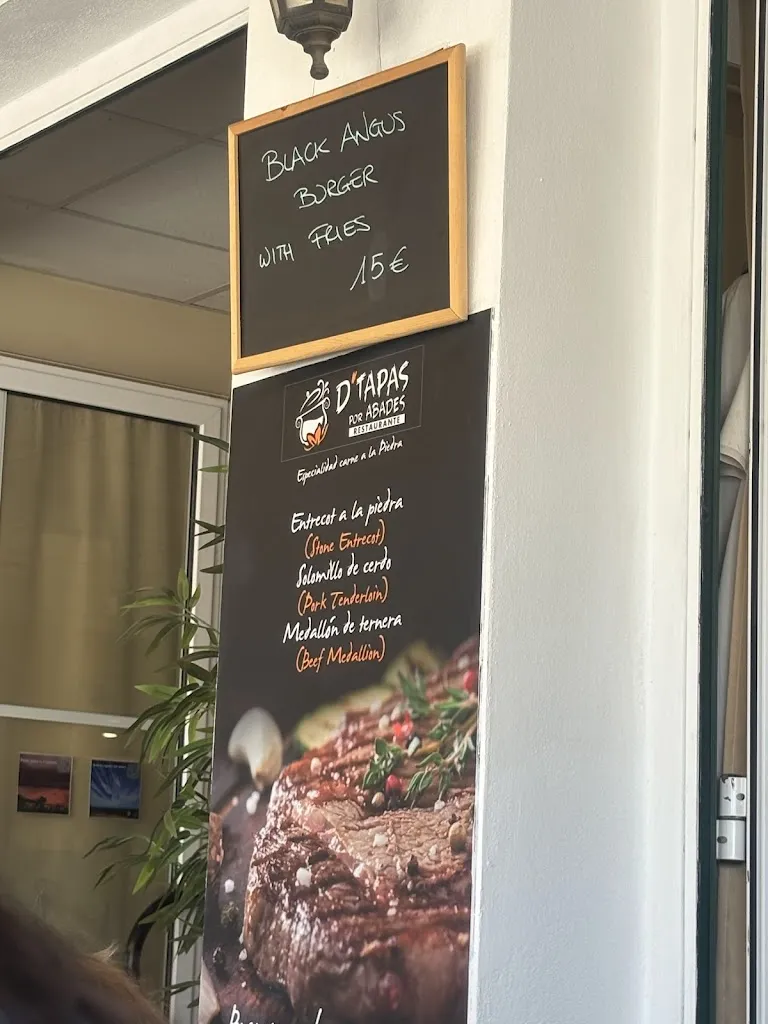 BLACK ANGUS
BURGER
WITH FRIES
15€
D'TAPAS
POR ABADES
RESTAURANTE
Especialidad carne a la Piedra
Entrecot a la piedra
(Stone Entrecot)
Solomillo de cerdo
(Pork Tenderloin)
Medallón de ternera
(Beef Medallion)